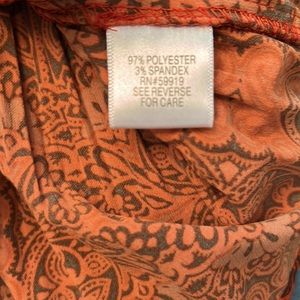 97% POLYESTER
3% SPANDEX
RN#59919
SEE REVERSE
FOR CARE